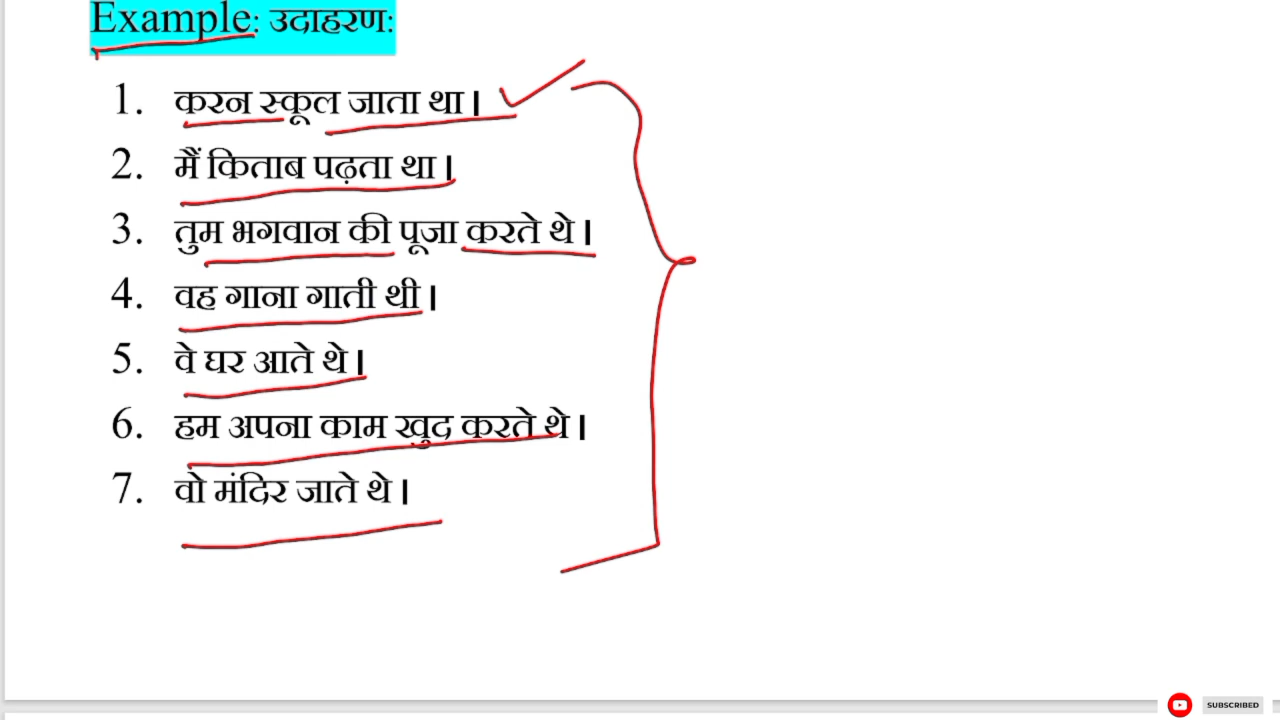 Example: उदाहरण:
1. करन स्कूल जाता था।
2. मैं किताब पढ़ता था।
3. तुम भगवान की पूजा करते थे।
4. वह गाना गाती थी।
5. वे घर आते थे।
6. हम अपना काम खुद करते थे।
7. वो मंदिर जाते थे।
SUBSCRIBED